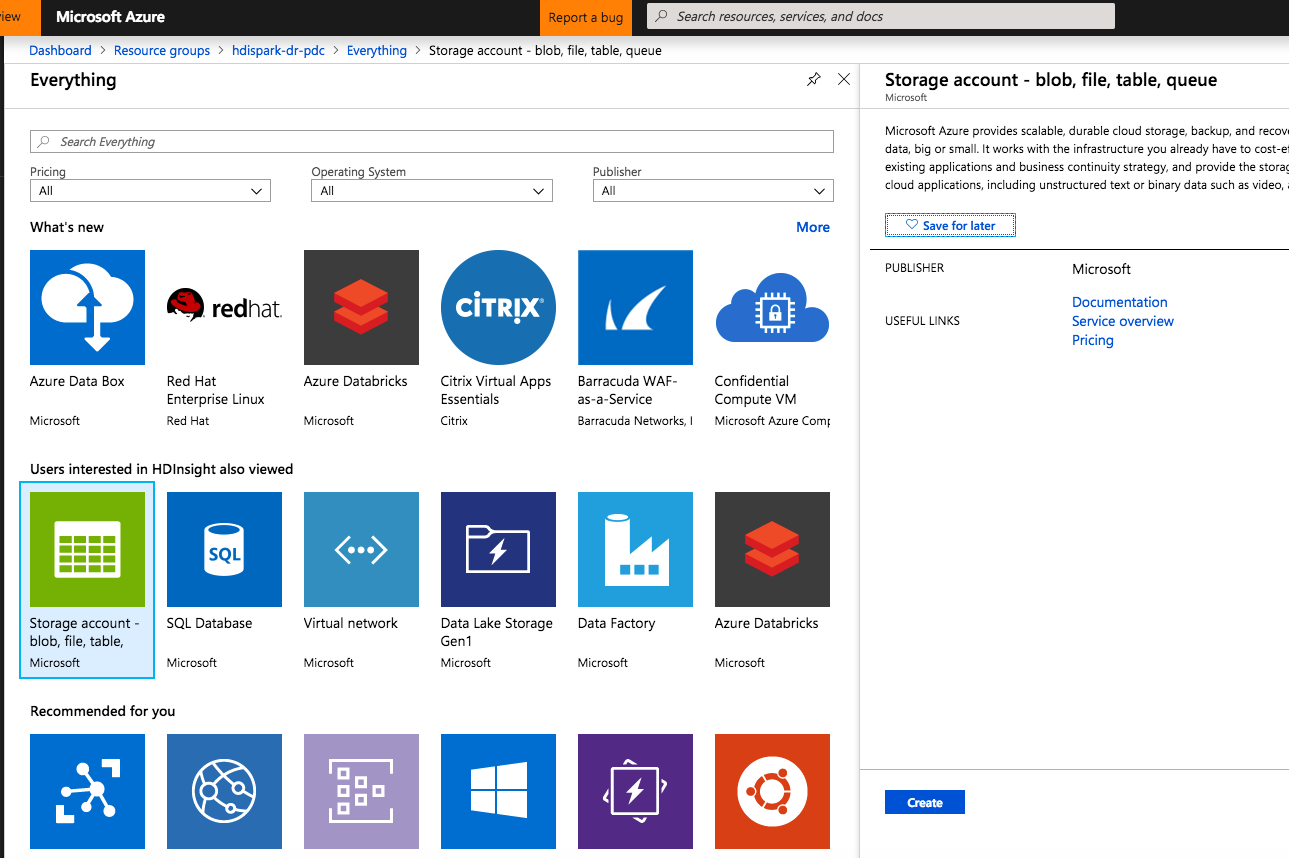 iew
Microsoft Azure
Report a bug
Search resources, services, and docs
Dashboard > Resource groups > hdispark-dr-pdc > Everything > Storage account - blob, file, table, queue
Everything
Search Everything
Pricing
Operating System
Publisher
All
All
All
What's new
More
redhat.
CİTRIX®
Azure Data Box
Red Hat
Enterprise Linux
Azure Databricks
Citrix Virtual Apps
Essentials
Barracuda WAF-
as-a-Service
Confidential
Compute VM
Microsoft
Red Hat
Microsoft
Citrix
Barracuda Networks, I
Microsoft Azure Comp
Users interested in HDInsight also viewed
SQL
Storage account -
blob, file, table,
SQL Database
Virtual network
Data Lake Storage
Gen1
Data Factory
Azure Databricks
Microsoft
Microsoft
Microsoft
Microsoft
Microsoft
Microsoft
Recommended for you
Storage account - blob, file, table, queue
Microsoft
Microsoft Azure provides scalable, durable cloud storage, backup, and recove
data, big or small. It works with the infrastructure you already have to cost-ef
existing applications and business continuity strategy, and provide the storag
cloud applications, including unstructured text or binary data such as video, a
Save for later
PUBLISHER
Microsoft
USEFUL LINKS
Documentation
Service overview
Pricing
Create